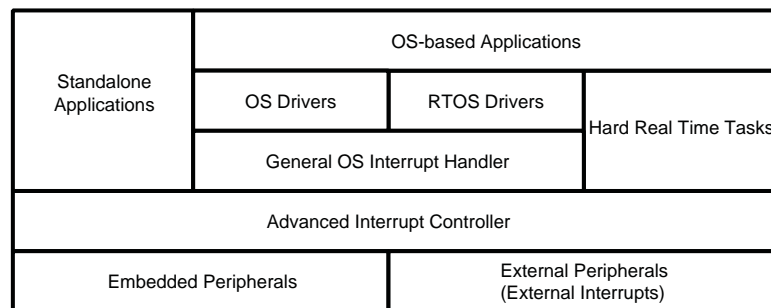 OS-based Applications
Standalone
Applications
OS Drivers
RTOS Drivers
Hard Real Time Tasks
General OS Interrupt Handler
Advanced Interrupt Controller
Embedded Peripherals
External Peripherals
(External Interrupts)